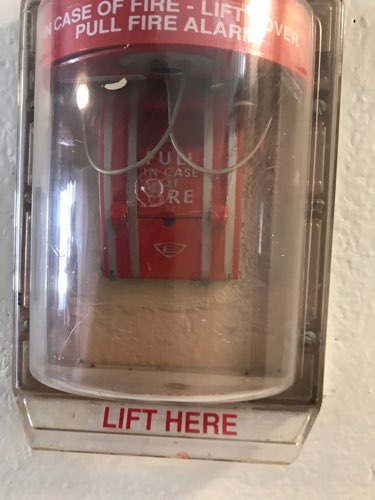 IN CASE OF FIRE - LIFT COVER
PULL FIRE ALARM
PULL
IN CASE
OF
FIRE
E
LIFT HERE